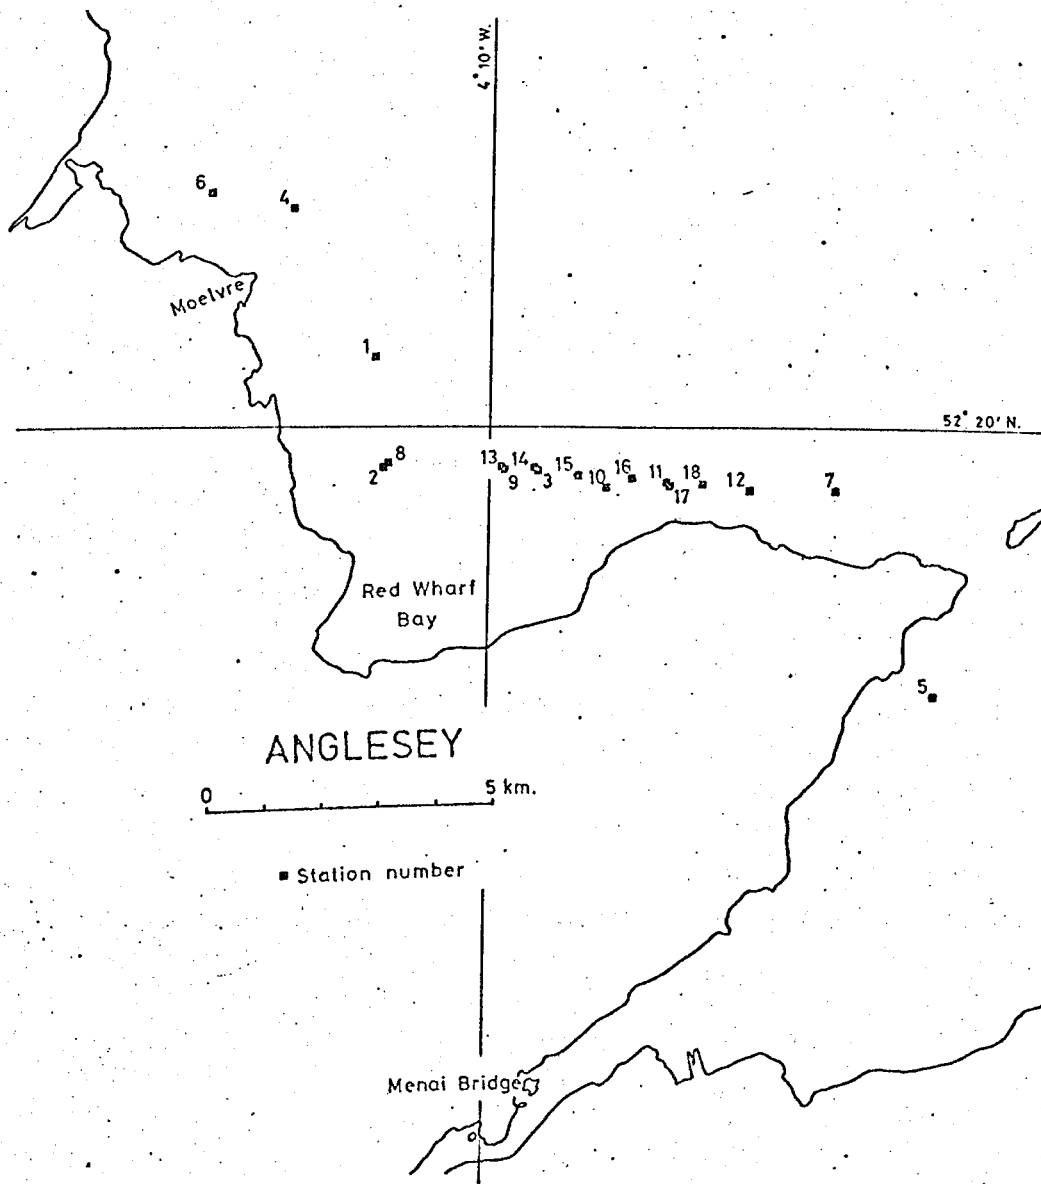 4° 10' W.
6
4
Moelvre
1
52° 20' N.
2 8
13 14 15 16 11 18 12 7
9 3 10 17
Red Wharf
Bay
5
ANGLESEY
0 5 km.
Station number
Menai Bridge